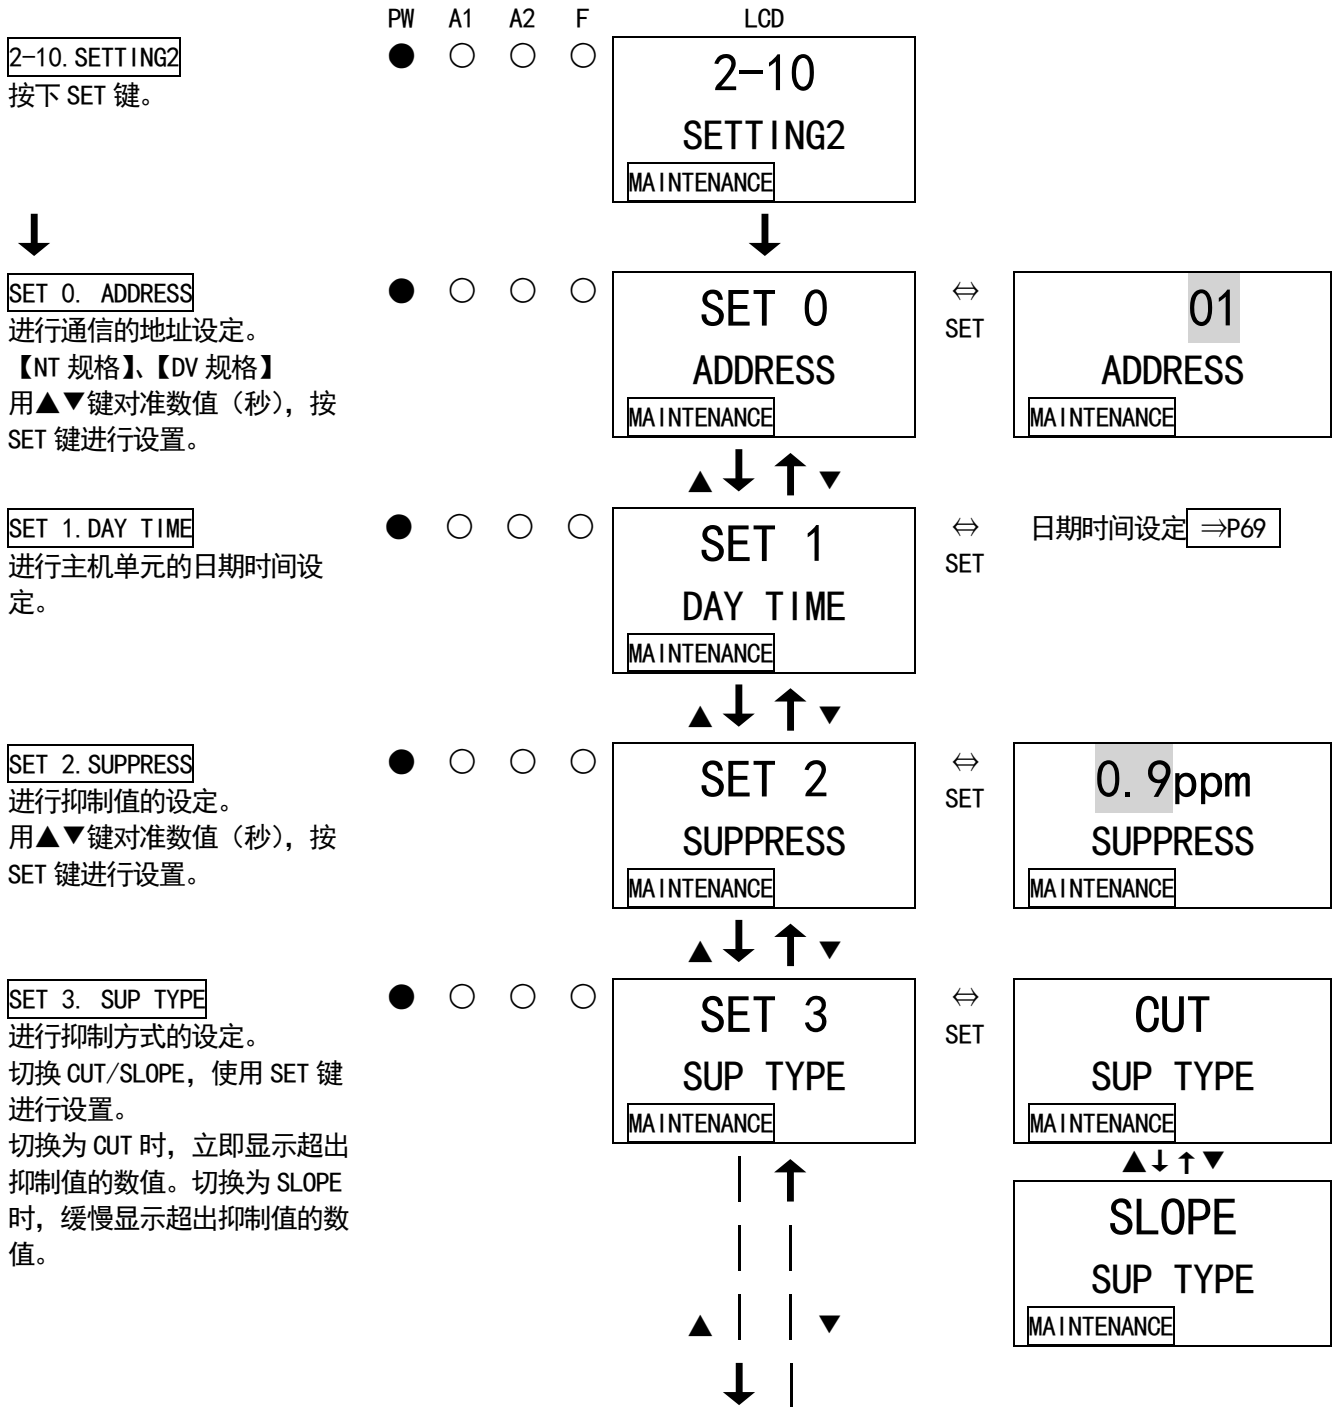 PW A1 A2 F LCD
2-10.SETTING2 ● ○ ○ ○
按下 SET 键。
2-10
SETTING2
MAINTENANCE
↓ ↓
SET 0. ADDRESS ● ○ ○ ○
进行通信的地址设定。
【NT 规格】、【DV 规格】
用▲▼键对准数值（秒），按
SET 键进行设置。
SET 0
ADDRESS
MAINTENANCE
⇔
SET
01
ADDRESS
MAINTENANCE
▲↓↑▼
SET 1.DAY TIME ● ○ ○ ○
进行主机单元的日期时间设
定。
SET 1
DAY TIME
MAINTENANCE
⇔
SET
日期时间设定 ⇒P69
▲↓↑▼
SET 2.SUPPRESS ● ○ ○ ○
进行抑制值的设定。
用▲▼键对准数值（秒），按
SET 键进行设置。
SET 2
SUPPRESS
MAINTENANCE
⇔
SET
0.9ppm
SUPPRESS
MAINTENANCE
▲↓↑▼
SET 3. SUP TYPE ● ○ ○ ○
进行抑制方式的设定。
切换 CUT/SLOPE，使用 SET 键
进行设置。
切换为 CUT 时，立即显示超出
抑制值的数值。切换为 SLOPE
时，缓慢显示超出抑制值的数
值。
SET 3
SUP TYPE
MAINTENANCE
⇔
SET
CUT
SUP TYPE
MAINTENANCE
▲↓↑▼
SLOPE
SUP TYPE
MAINTENANCE
▲ ▼